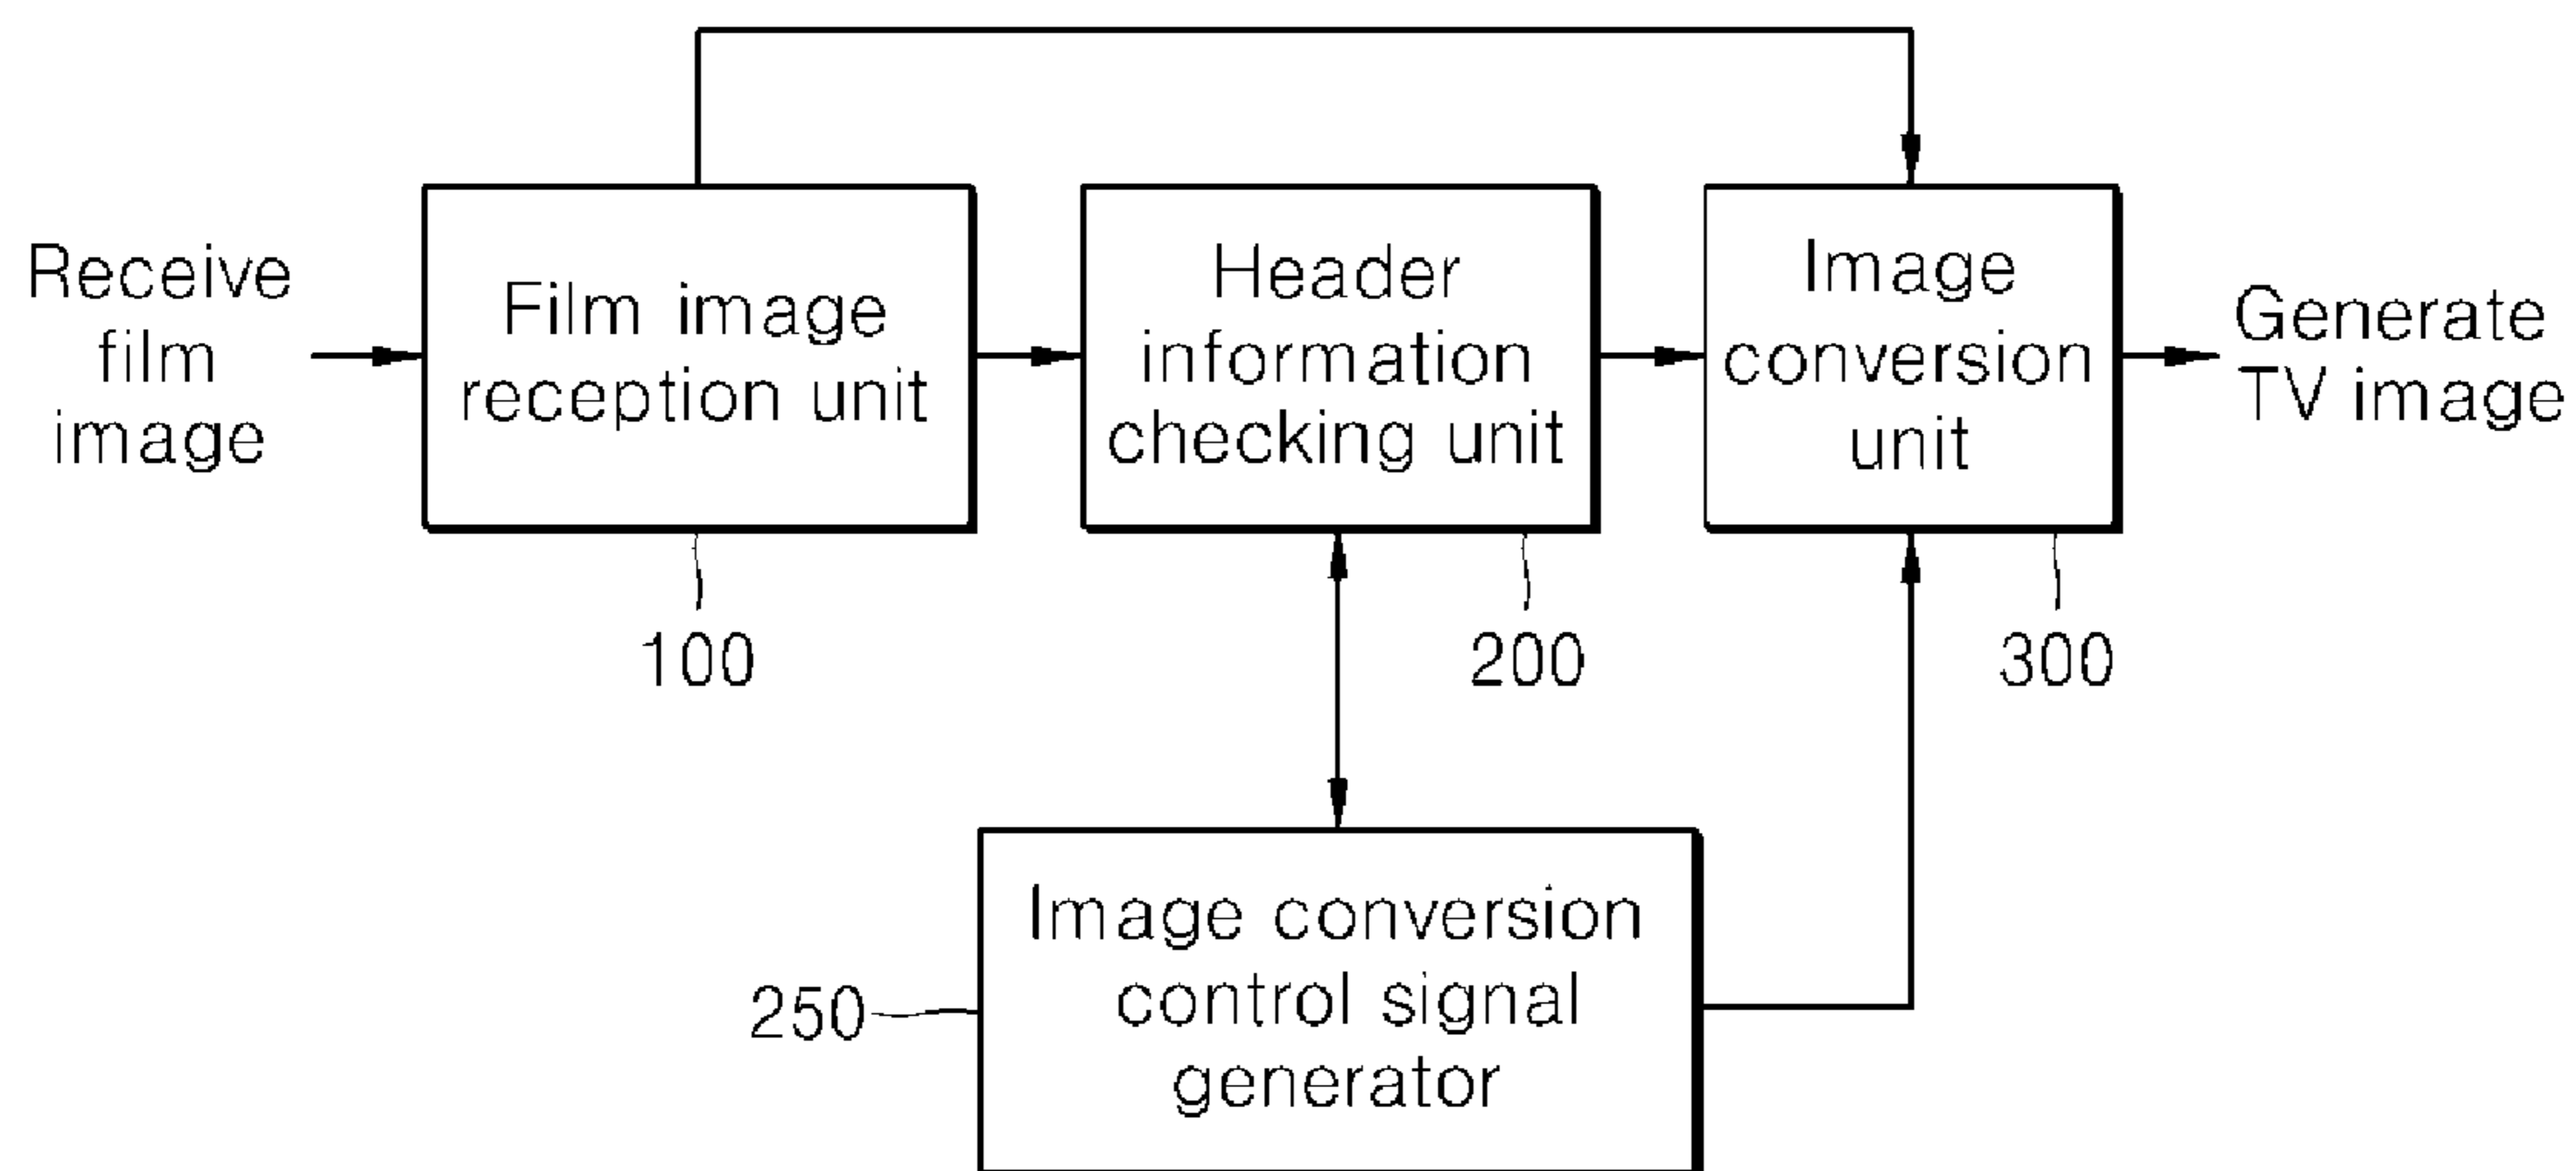 Receive
film
image
Film image
reception unit
100
Header
information
checking unit
200
Image
conversion
unit
300
Generate
TV image
Image conversion
control signal
generator
250